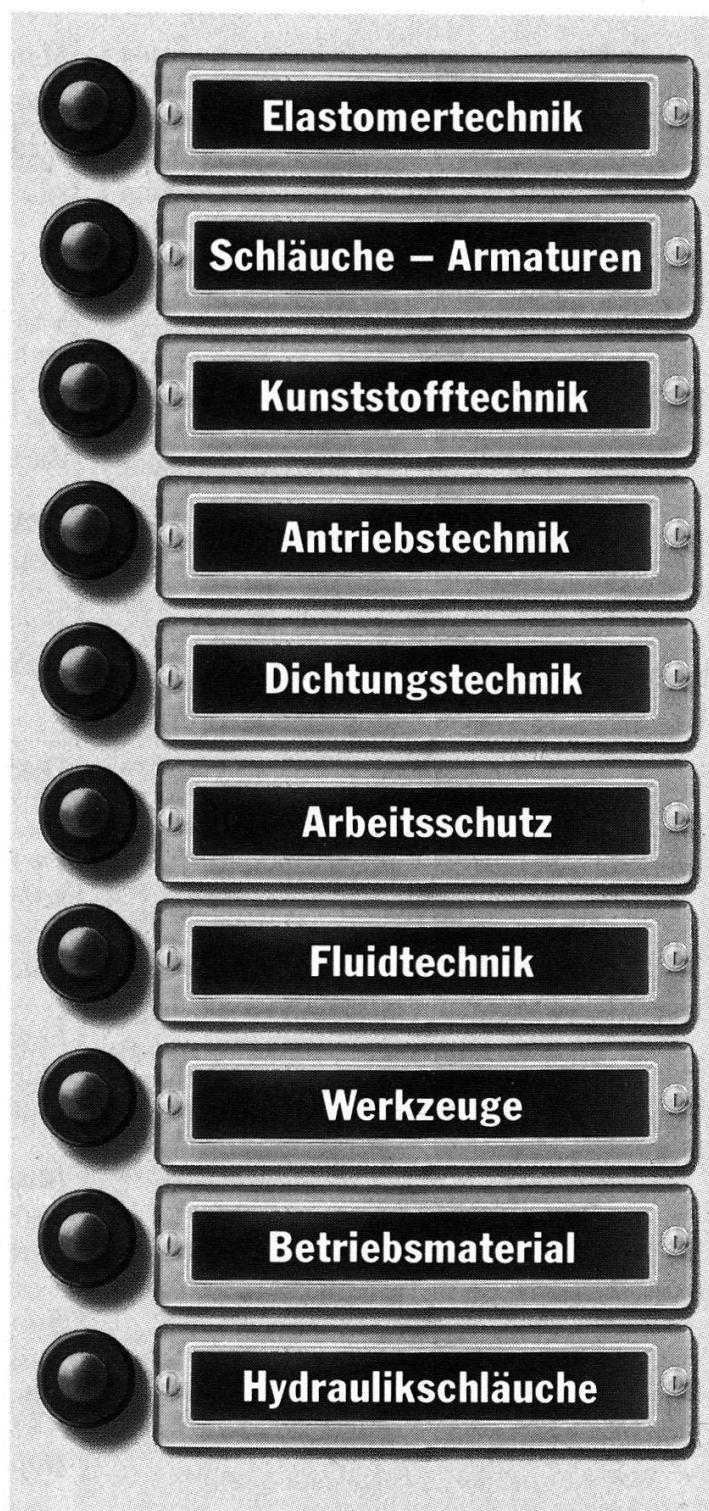 Elastomertechnik
Schläuche – Armaturen
Kunststofftechnik
Antriebstechnik
Dichtungstechnik
Arbeitsschutz
Fluidtechnik
Werkzeuge
Betriebsmaterial
Hydraulikschläuche